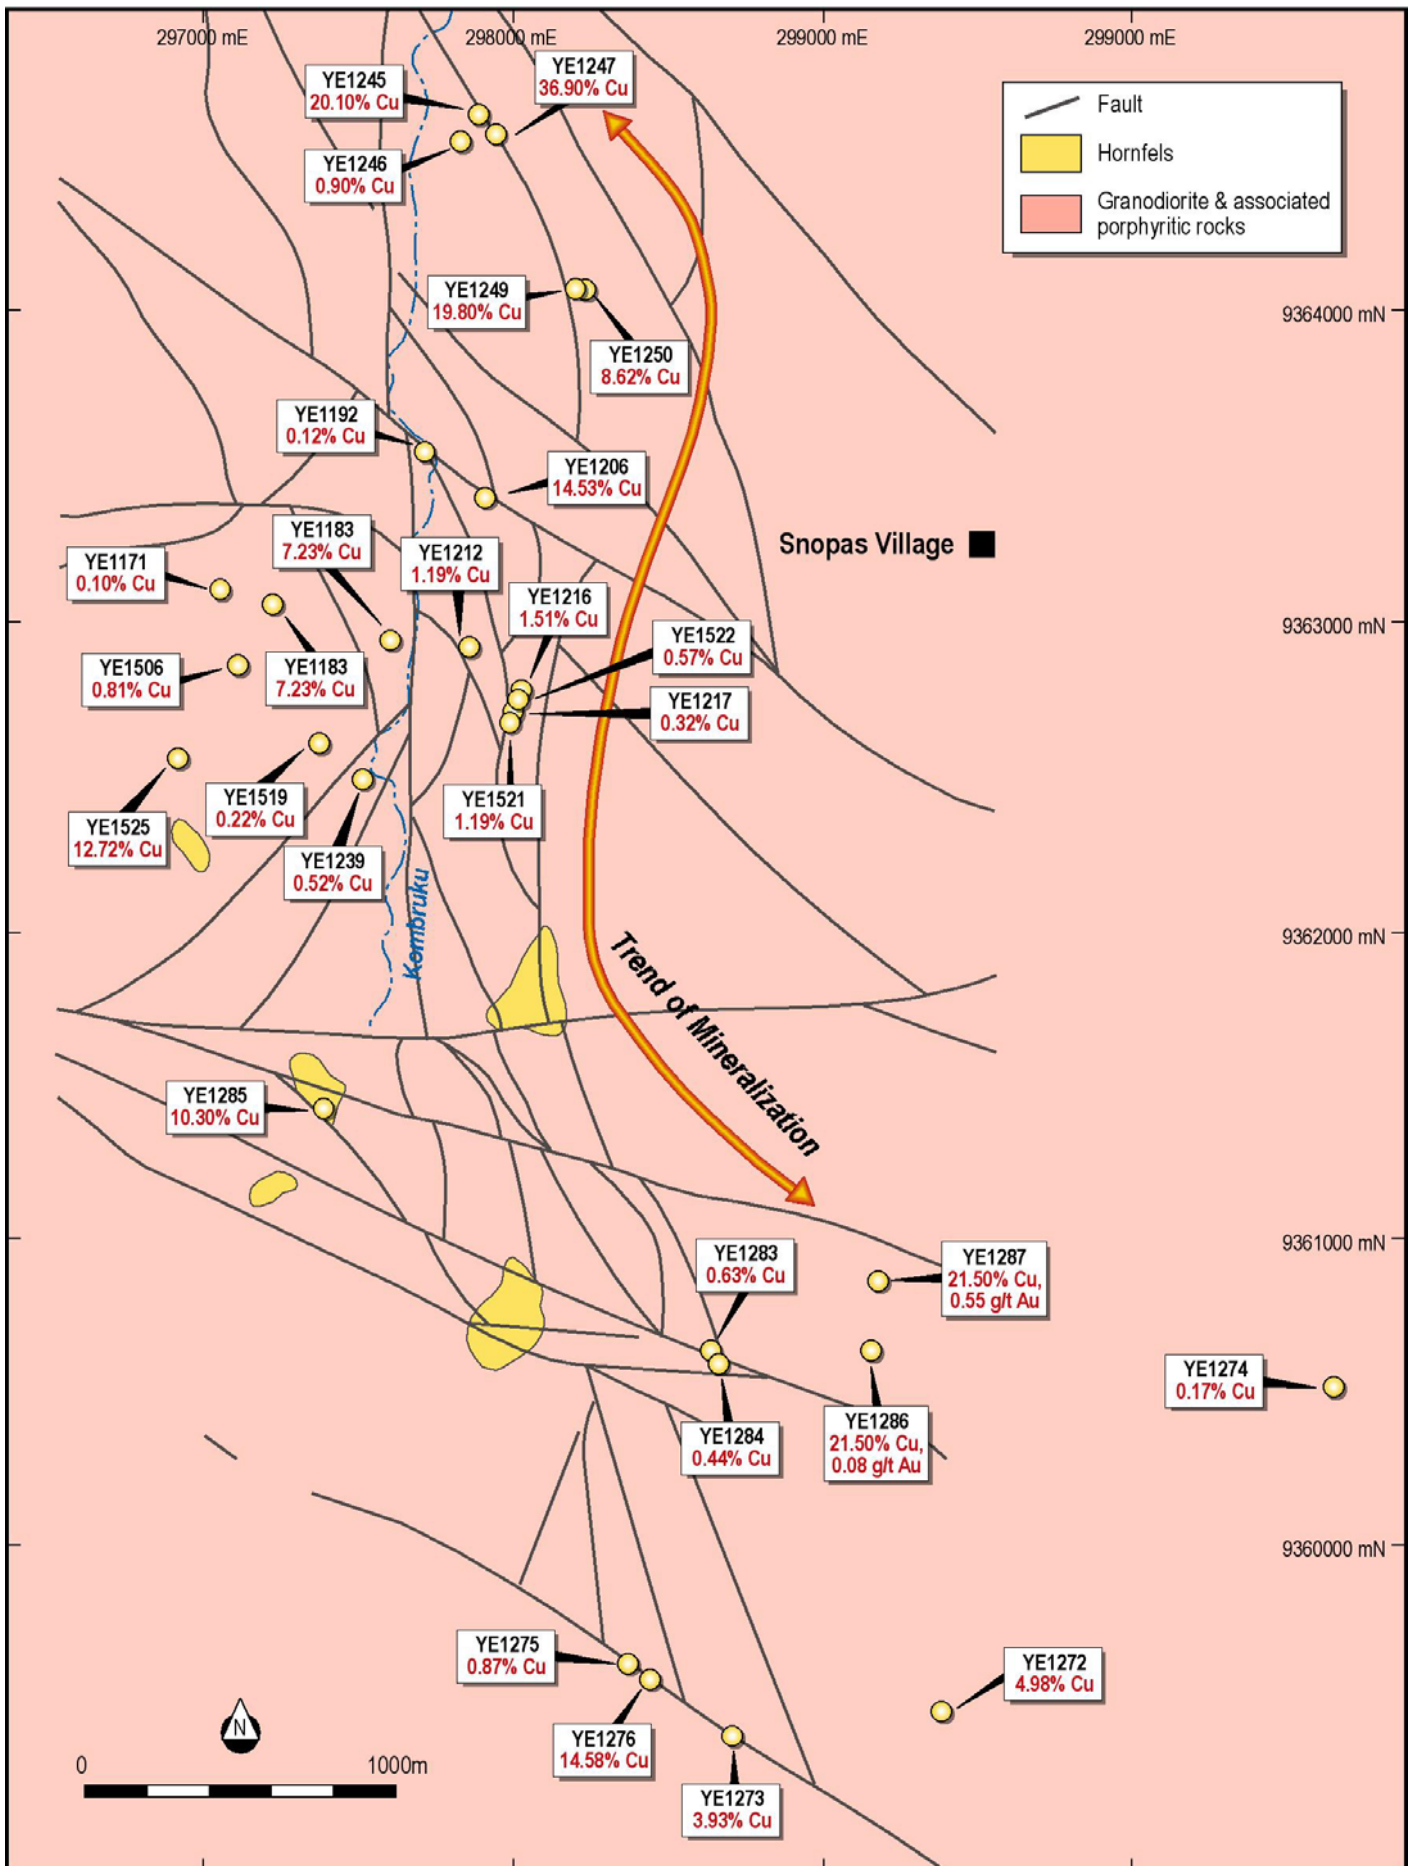 297000 mE
298000 mE
299000 mE
299000 mE
YE1245
20.10% Cu
YE1247
36.90% Cu
YE1246
0.90% Cu
Fault
Hornfels
Granodiorite & associated
porphyritic rocks
YE1249
19.80% Cu
9364000 mN
YE1250
8.62% Cu
YE1192
0.12% Cu
YE1206
14.53% Cu
YE1183
7.23% Cu
YE1212
1.19% Cu
Snopas Village
YE1171
0.10% Cu
YE1216
1.51% Cu
9363000 mN
YE1522
0.57% Cu
YE1506
0.81% Cu
YE1183
7.23% Cu
YE1217
0.32% Cu
YE1519
0.22% Cu
YE1521
1.19% Cu
YE1525
12.72% Cu
YE1239
0.52% Cu
Kombruku
9362000 mN
Trend of Mineralization
YE1285
10.30% Cu
9361000 mN
YE1283
0.63% Cu
YE1287
21.50% Cu,
0.55 g/t Au
YE1274
0.17% Cu
YE1284
0.44% Cu
YE1286
21.50% Cu,
0.08 g/t Au
9360000 mN
YE1275
0.87% Cu
YE1272
4.98% Cu
N
YE1276
14.58% Cu
0
1000m
YE1273
3.93% Cu